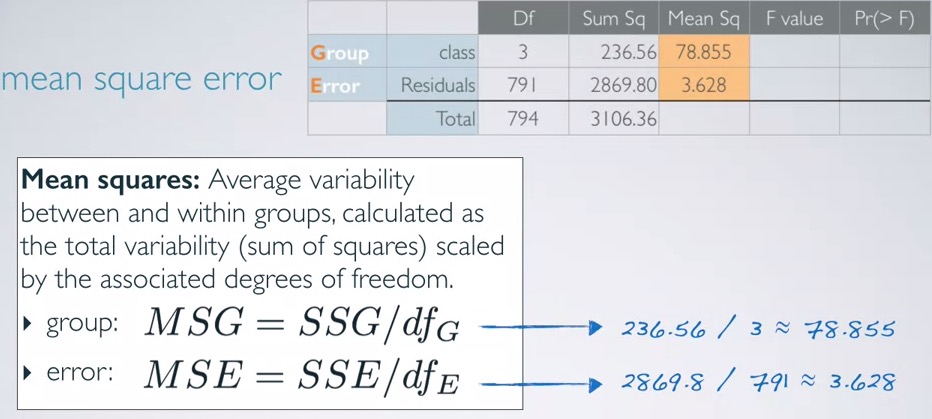 Df Sum Sq Mean Sq F value Pr(> F)
Group class 3 236.56 78.855
Error Residuals 791 2869.80 3.628
Total 794 3106.36
mean square error
Mean squares: Average variability
between and within groups, calculated as
the total variability (sum of squares) scaled
by the associated degrees of freedom.
‣ group: MSG = SSG/df_G 236.56 / 3 ≈ 78.855
‣ error: MSE = SSE/df_E 2869.8 / 791 ≈ 3.628